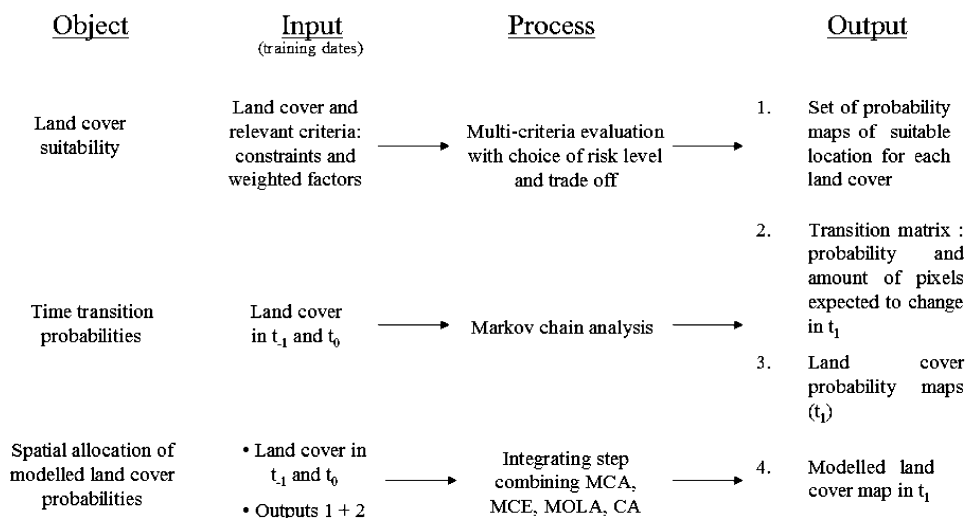 Object
Input
(training dates)
Process
Output
Land cover
suitability
Land cover and
relevant criteria:
constraints and
weighted factors
Multi-criteria evaluation
with choice of risk level
and trade off
1. Set of probability
maps of suitable
location for each
land cover
Time transition
probabilities
Land cover
in t-1 and t0
Markov chain analysis
2. Transition matrix :
probability and
amount of pixels
expected to change
in t1
3. Land cover
probability maps
(t1)
Spatial allocation of
modelled land cover
probabilities
• Land cover in
t-1 and t0
• Outputs 1 + 2
Integrating step
combining MCA,
MCE, MOLA, CA
4. Modelled land
cover map in t1